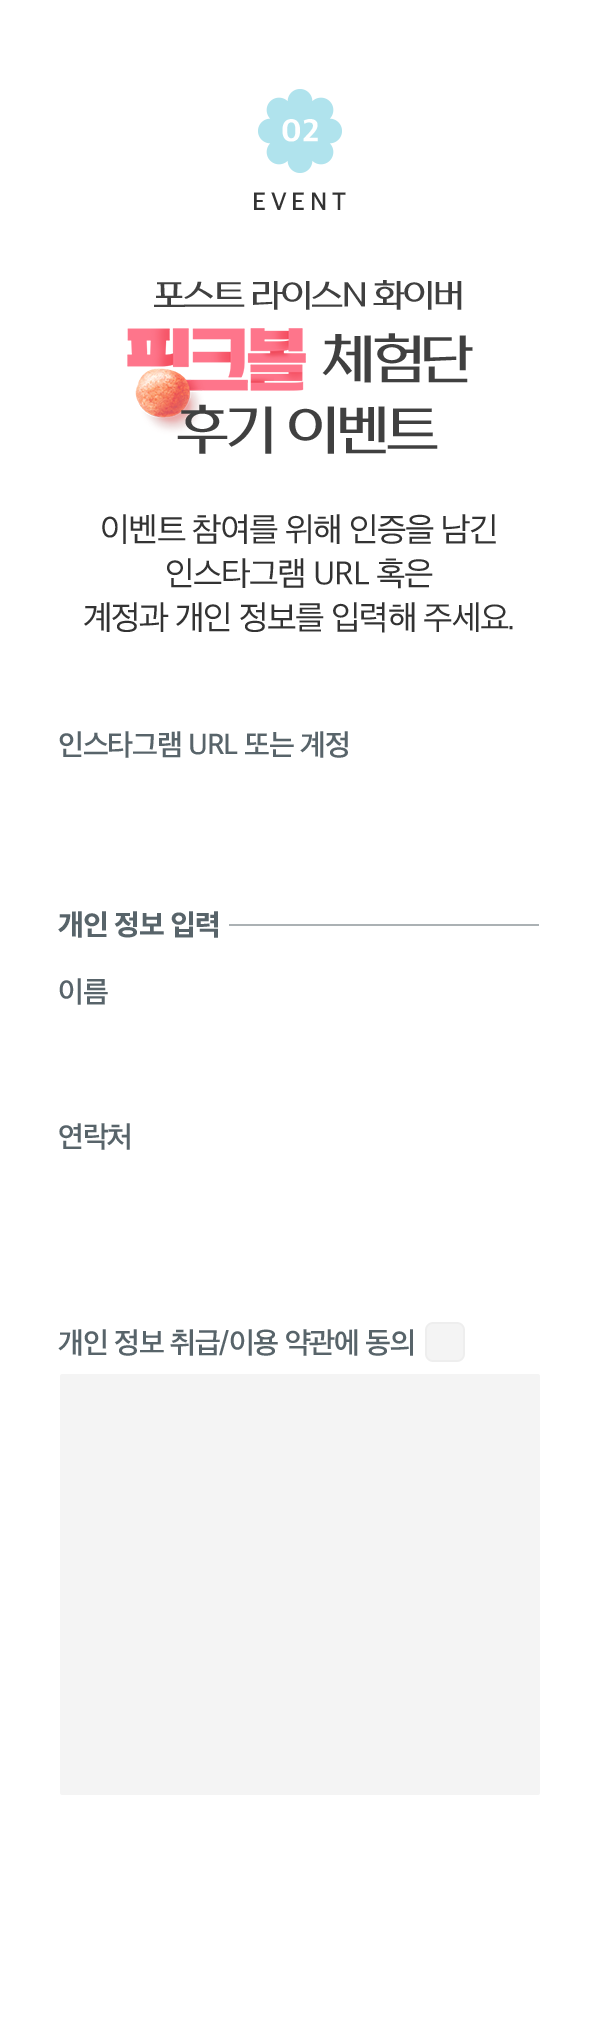 02
EVENT
포스트 라이스N 화이버
핑크볼 체험단
후기 이벤트
이벤트 참여를 위해 인증을 남긴
인스타그램 URL 혹은
계정과 개인 정보를 입력해 주세요.
인스타그램 URL 또는 계정
개인 정보 입력
이름
연락처
개인 정보 취급/이용 약관에 동의